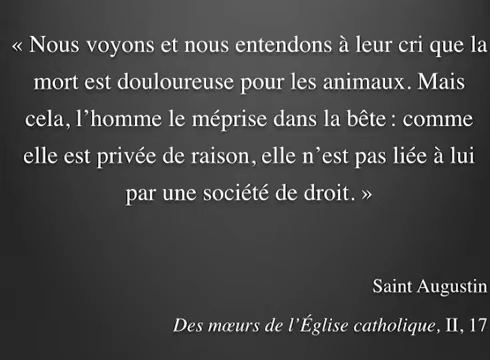 « Nous voyons et nous entendons à leur cri que la
mort est douloureuse pour les animaux. Mais
cela, l’homme le méprise dans la bête : comme
elle est privée de raison, elle n’est pas liée à lui
par une société de droit. »
Saint Augustin
Des mœurs de l’Église catholique, II, 17